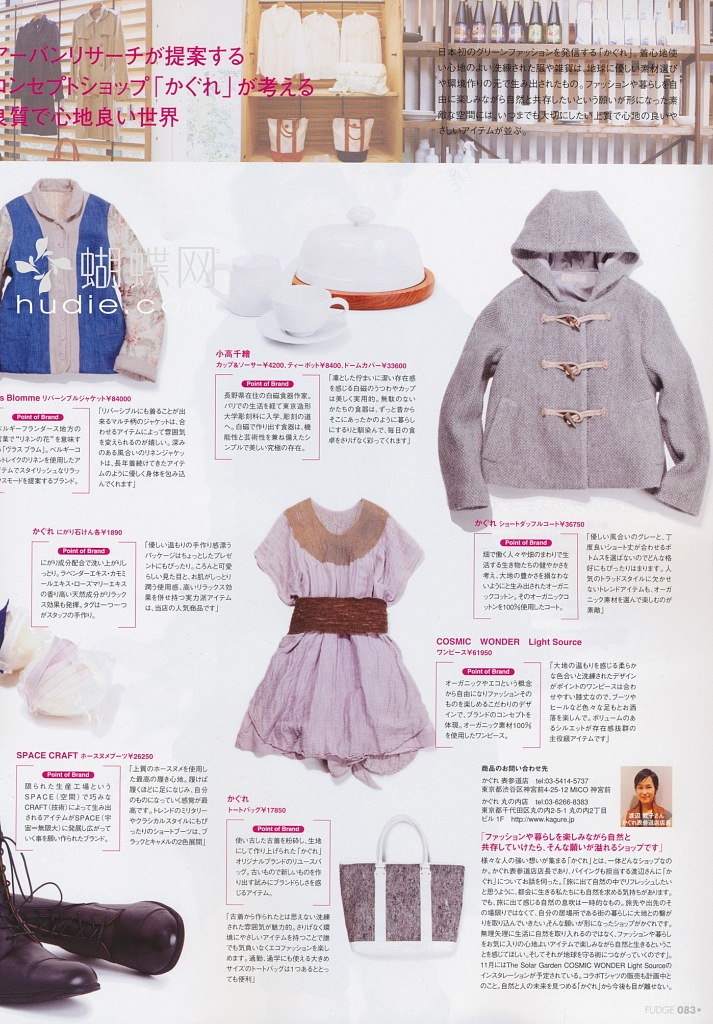 アーバンリサーチが提案する
コンセプトショップ「かぐれ」が考える
良質で心地良い世界
日本初のグリーンファッションを発信する「かぐれ」。着心地使
い心地のよい洗練された服や雑貨は、地球に優しい素材選び
や環境作りの元で生み出されたもの。ファッションや暮らしを自
由に楽しみながら自然と共存したいという願いが形になった素
敵な空間には、いつまでも大切にしたい上質で心地の良いや
さしいアイテムが並ぶ。
蝴蝶网
hudie.com
s Blomme リバーシブルジャケット¥84000
Point of Brand
ベルギーフランダース地方の
言葉で"リネンの花"を意味す
る「ヴラス ブラム」。ベルギーコ
トレイクのリネンを使用したア
イテムでスタイリッシュなリラッ
クスモードを提案するブランド。
「リバーシブルにも着ることが出
来るマルチ柄のジャケットは、合
わせるアイテムによって雰囲気
を変えられるのが嬉しい。深み
のある風合いのリネンジャケッ
トは、長年着続けてきたアイテ
ムのように優しく身体を包み込
んでくれます」
小高千繪
カップ&ソーサー¥4200、ティーポット¥8400、ドームカバー¥33600
Point of Brand
長野県在住の白磁食器作家。
パリでの生活を経て東京造形
大学彫刻科に入学。彫刻の道
へ。白磁で作り出す食器は、機
能性と芸術性を兼ね備えたシ
ンプルで美しい究極の存在。
「凛とした佇まいに潔い存在感
を感じる白磁のうつわやカップ
は美しく実用的。無駄のない
かたちの食器は、ずっと昔から
そこにあったかのように暮らし
にするりと馴染んで、毎日の食
卓をさりげなく彩ってくれます」
かぐれ ショートダッフルコート¥36750
Point of Brand
畑で働く人々や畑のまわりで生
活する生き物たちの健やかさ
を考え、大地の豊かさを損なわ
ないようにと生み出されたオーガ
ニックコットン。そのオーガニックコ
ットンを100%使用したコート。
「優しい風合いのグレーと、丁
度良いショート丈が合わせるボ
トムスを選ばないのでどんな格
好にもぴったりはまります。人
気のトラッドスタイルに欠かせ
ないトレンドアイテムも、オーガ
ニック素材を選んで楽しむのが
素敵」
かぐれ にがり石けん各¥1890
Point of Brand
にがり成分配合で洗い上がりし
っとり。ラベンダーエキス・カモミ
ールエキス・ローズマリーエキス
の香り高い天然成分がリラックス
効果も発揮。タグは一つ一つ
がスタッフの手作り。
「優しい温もりの手作り感漂う
パッケージはちょっとしたプレゼ
ントにもぴったり。ころんと可愛
らしい見た目と、お肌がしっとり
潤う使用感、高いリラックス効
果を併せ持つ実力派アイテム
は、当店の人気商品です」
COSMIC WONDER Light Source
ワンピース¥61950
Point of Brand
オーガニックやエコという概念
から自由になりファッションその
ものを楽しめるこだわりのデザ
インで、ブランドのコンセプトを体
現。オーガニック素材100%
を使用したワンピース。
「大地の温もりを感じる柔らか
な色合いと洗練されたデザイン
がポイントのワンピースは合わ
せやすい膝丈なので、ブーツや
ヒールなど色々な足もとお洒
落を楽しんで。ボリュームのあ
るシルエットが存在感抜群の
主役級アイテムです」
SPACE CRAFT ホースヌメブーツ¥26250
Point of Brand
限られた生産工場という
SPACE(空間)で巧みな
CRAFT(技術)によって生み出
されるアイテムがSPACE(宇
宙=無限大)に発展し広がって
いく事を願い作られたブランド。
「上質のホースヌメを使用し
た最高の履き心地。履けば
履くほどに足になじみ、自分
のものになっていく感覚が最
高です。トレンドのミリタリー
やクラシカルスタイルにもぴ
ったりのショートブーツは、ブ
ラックとキャメルの2色展開」
かぐれ
トートバッグ¥17850
Point of Brand
使い古した古着を粉砕し、生地
にして作り上げられた「かぐれ」
オリジナルブランドのリユースバ
ッグ。古いもので新しいものを作
り出す試みにブランドらしさを感
じるアイテム。
「古着から作られたとは思えない洗練
された雰囲気が魅力的。さりげなく環
境にやさしいアイテムを持つことで誰
でも気負いなくエコファッションを楽し
めます。通勤、通学にも使える大きめ
サイズのトートバッグは1つあるととっ
ても便利」
商品のお問い合わせ先
かぐれ 表参道店 tel:03-5414-5737
東京都渋谷区神宮前4-25-12 MICO 神宮前
かぐれ 丸の内店 tel:03-6266-8383
東京都千代田区丸の内2-5-1 丸の内2丁目
ビル 1F http://www.kagure.jp
かぐれ表参道店店長
「ファッションや暮らしを楽しみながら自然と
共存していけたら、そんな願いが溢れるショップです」
様々な人の強い想いが集まる「かぐれ」とは、一体どんなショップなの
か。かぐれ表参道店店長であり、バイイングも担当する渡辺さんに「か
ぐれ」についてお話を伺った。「旅に出て自然の中でリフレッシュしたい
と思うように、都会に生きる私たちにも自然を求める気持ちがあります。
でも、旅に出て感じる自然の息吹は一時的なもの。旅先や出先のそ
の場限りではなくて、自分の居場所である街の暮らしに大地との繋が
りを取り込んでいきたい。そんな願いが形になったショップがかぐれです。
無理矢理に生活に自然を取り入れるのではなく、ファッションや暮らし
をお気に入りの心地よいアイテムで楽しみながら自然と生きるというこ
とを感じてほしい。そしてそれが地球を守る術につながっていくのです」。
11月にはThe Solar Garden COSMIC WONDER Light Sourceの
インスタレーションが予定されている。コラボTシャツの販売も計画中と
のこと。自然と人の未来を見つめる「かぐれ」から今後も目が離せない。
FUDGE 083